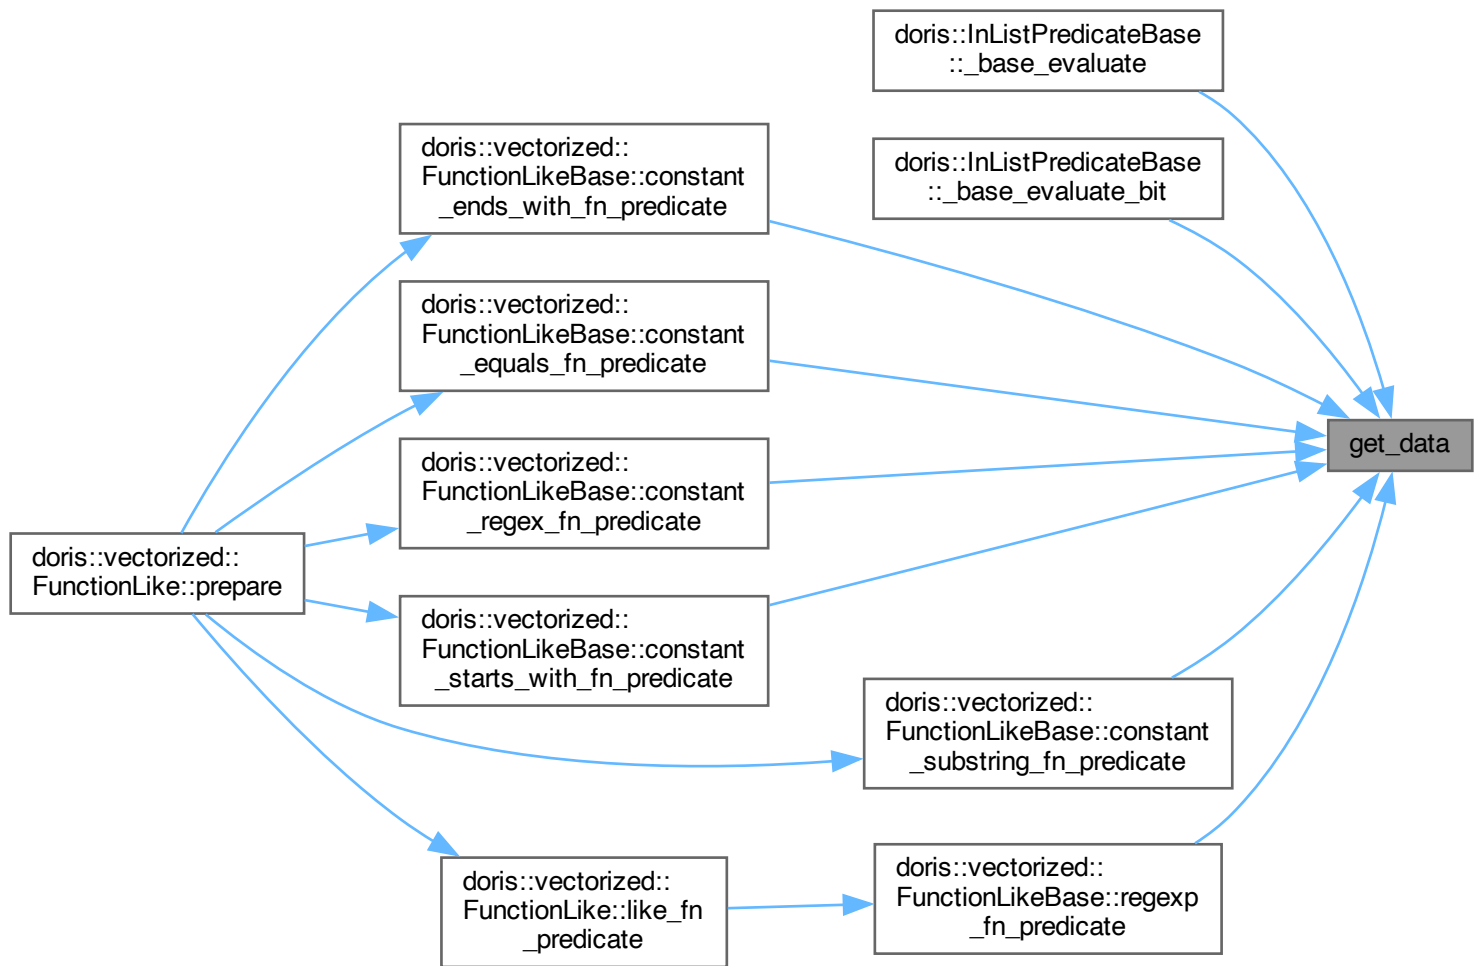 doris::InListPredicateBase
::_base_evaluate
doris::vectorized::
FunctionLikeBase::constant
_ends_with_fn_predicate
doris::InListPredicateBase
::_base_evaluate_bit
doris::vectorized::
FunctionLikeBase::constant
_equals_fn_predicate
get_data
doris::vectorized::
FunctionLikeBase::constant
_regex_fn_predicate
doris::vectorized::
FunctionLike::prepare
doris::vectorized::
FunctionLikeBase::constant
_starts_with_fn_predicate
doris::vectorized::
FunctionLikeBase::constant
_substring_fn_predicate
doris::vectorized::
FunctionLike::like_fn
_predicate
doris::vectorized::
FunctionLikeBase::regexp
_fn_predicate